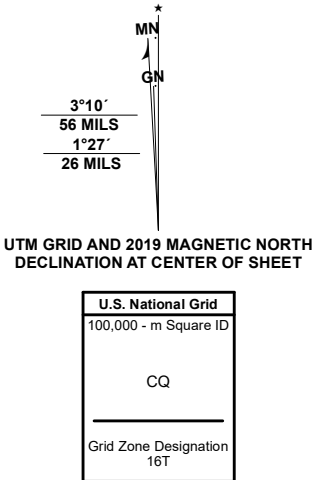 ★
MN
GN
3°10´
56 MILS
1°27´
26 MILS
UTM GRID AND 2019 MAGNETIC NORTH
DECLINATION AT CENTER OF SHEET
U.S. National Grid
100,000 - m Square ID
CQ
Grid Zone Designation
16T